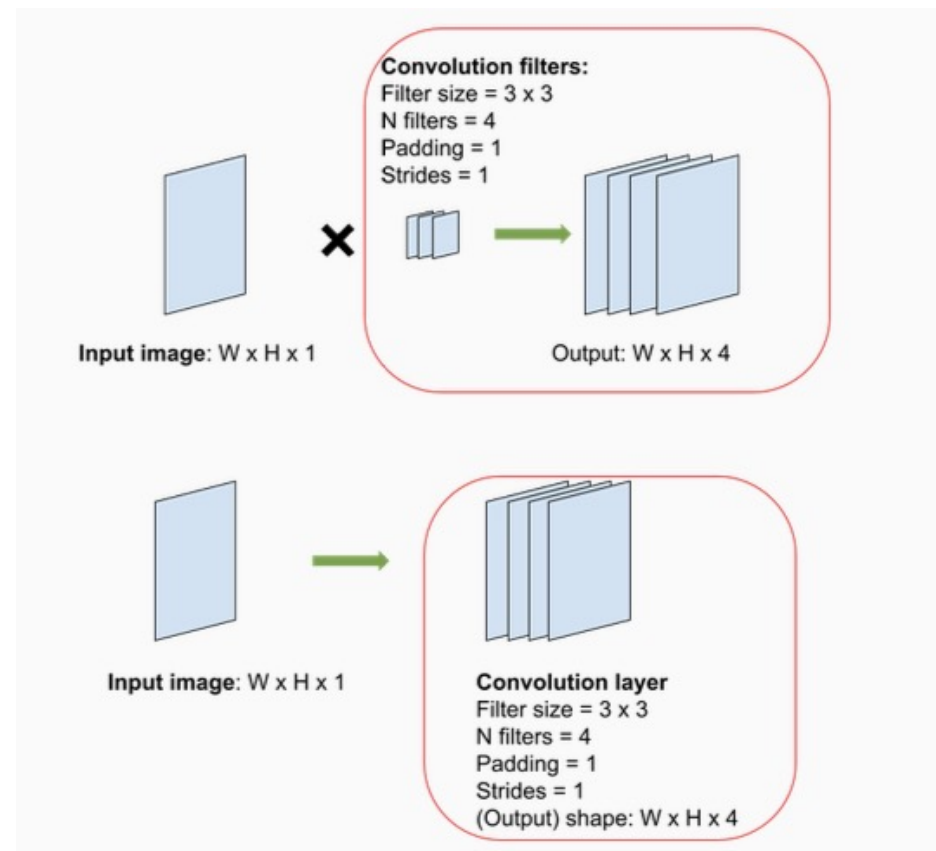 Convolution filters:
Filter size = 3 x 3
N filters = 4
Padding = 1
Strides = 1
Input image: W x H x 1
Output: W x H x 4
Input image: W x H x 1
Convolution layer
Filter size = 3 x 3
N filters = 4
Padding = 1
Strides = 1
(Output) shape: W x H x 4